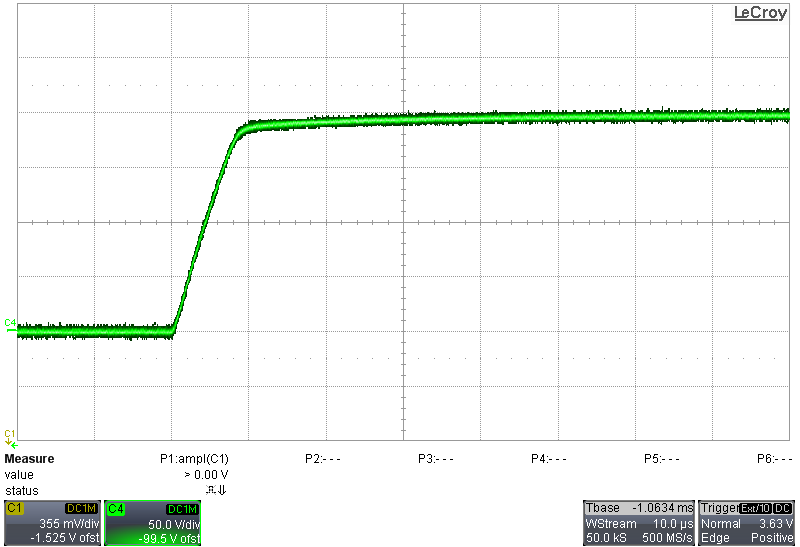 LeCroy
C4
C1
Measure P1:ampl(C1) P2:- - - P3:- - - P4:- - - P5:- - - P6:- - -
value > 0.00 V
status
C1 DC1M
355 mV/div
-1.525 V ofst
C4 DC1M
50.0 V/div
-99.5 V ofst
Tbase -1.0634 ms
WStream 10.0 µs
50.0 kS 500 MS/s
Trigger Ext/10 DC
Normal 3.63 V
Edge Positive